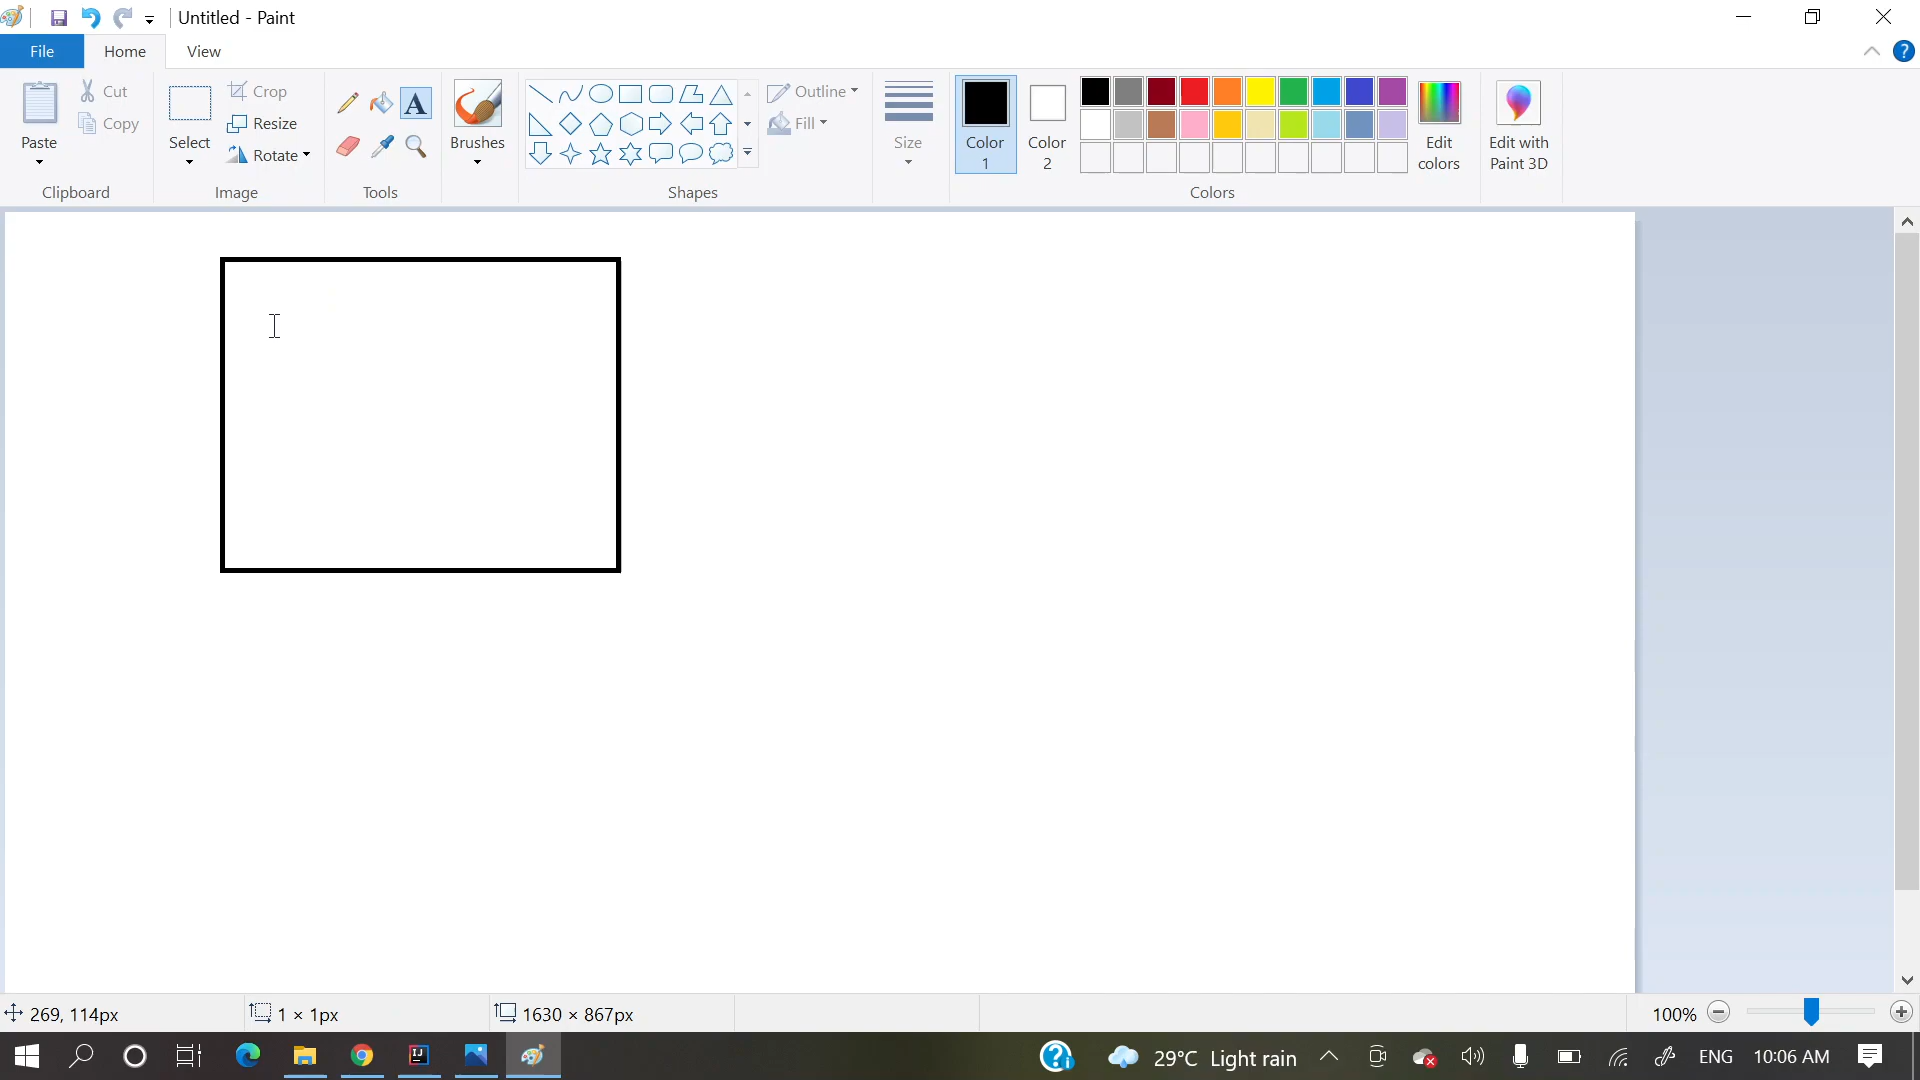 Untitled - Paint
File Home View
Paste
Cut
Copy
Clipboard
Select
Crop
Resize
Rotate
Image
A
Tools
Brushes
Shapes
Outline
Fill
Size
Color 1
Color 2
Colors
Edit colors
Edit with Paint 3D
269, 114px
1 × 1px
1630 × 867px
100%
29°C Light rain
ENG
10:06 AM